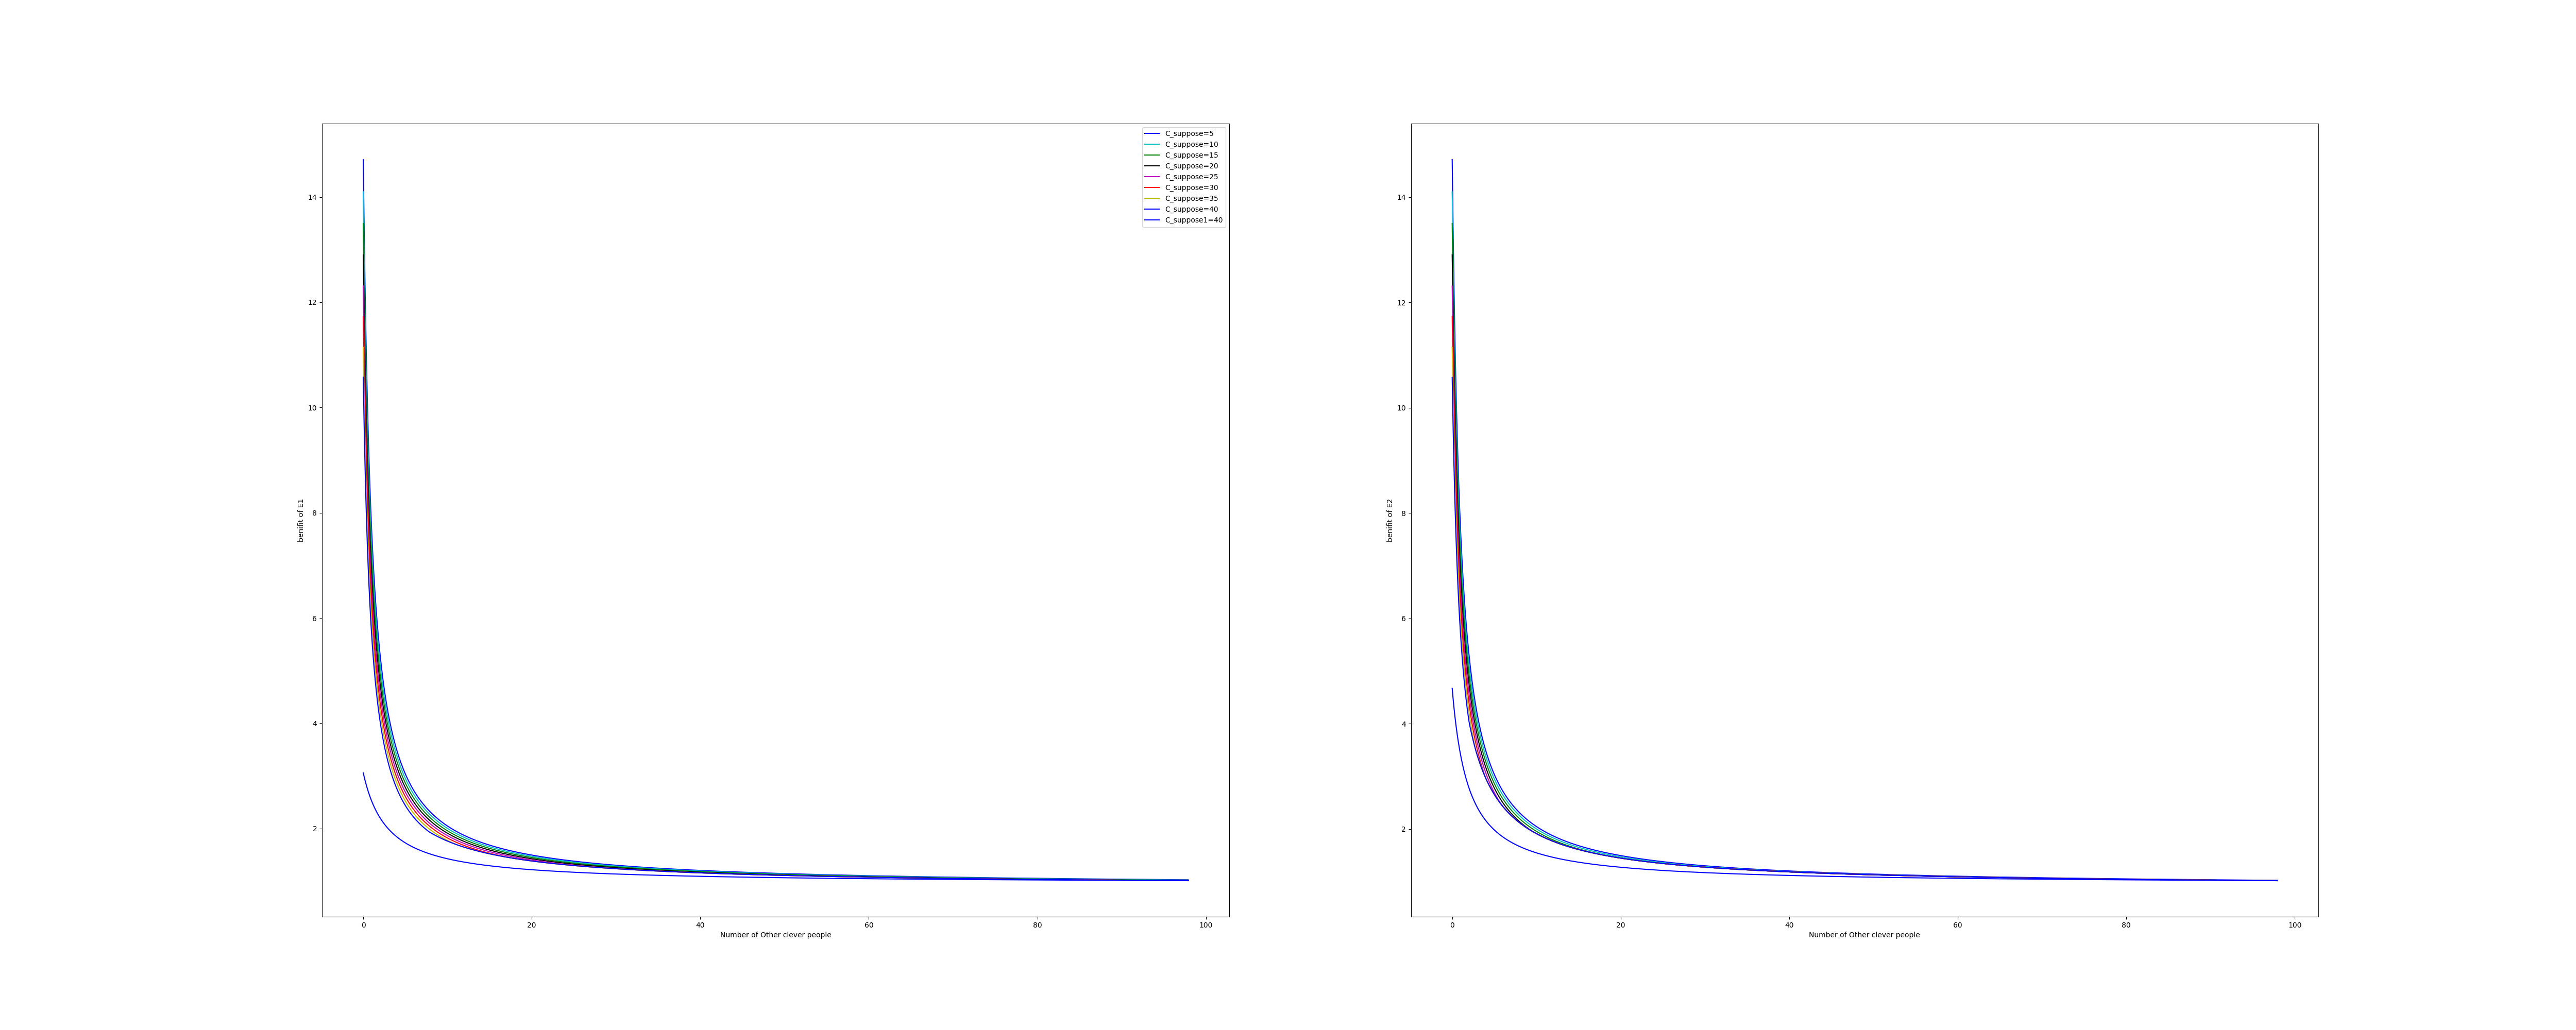 C_suppose=5
C_suppose=10
C_suppose=15
C_suppose=20
C_suppose=25
C_suppose=30
C_suppose=35
C_suppose=40
C_suppose1=40
14
12
10
8
6
4
2
benifit of E1
0 20 40 60 80 100
Number of Other clever people
14
12
10
8
6
4
2
benifit of E2
0 20 40 60 80 100
Number of Other clever people